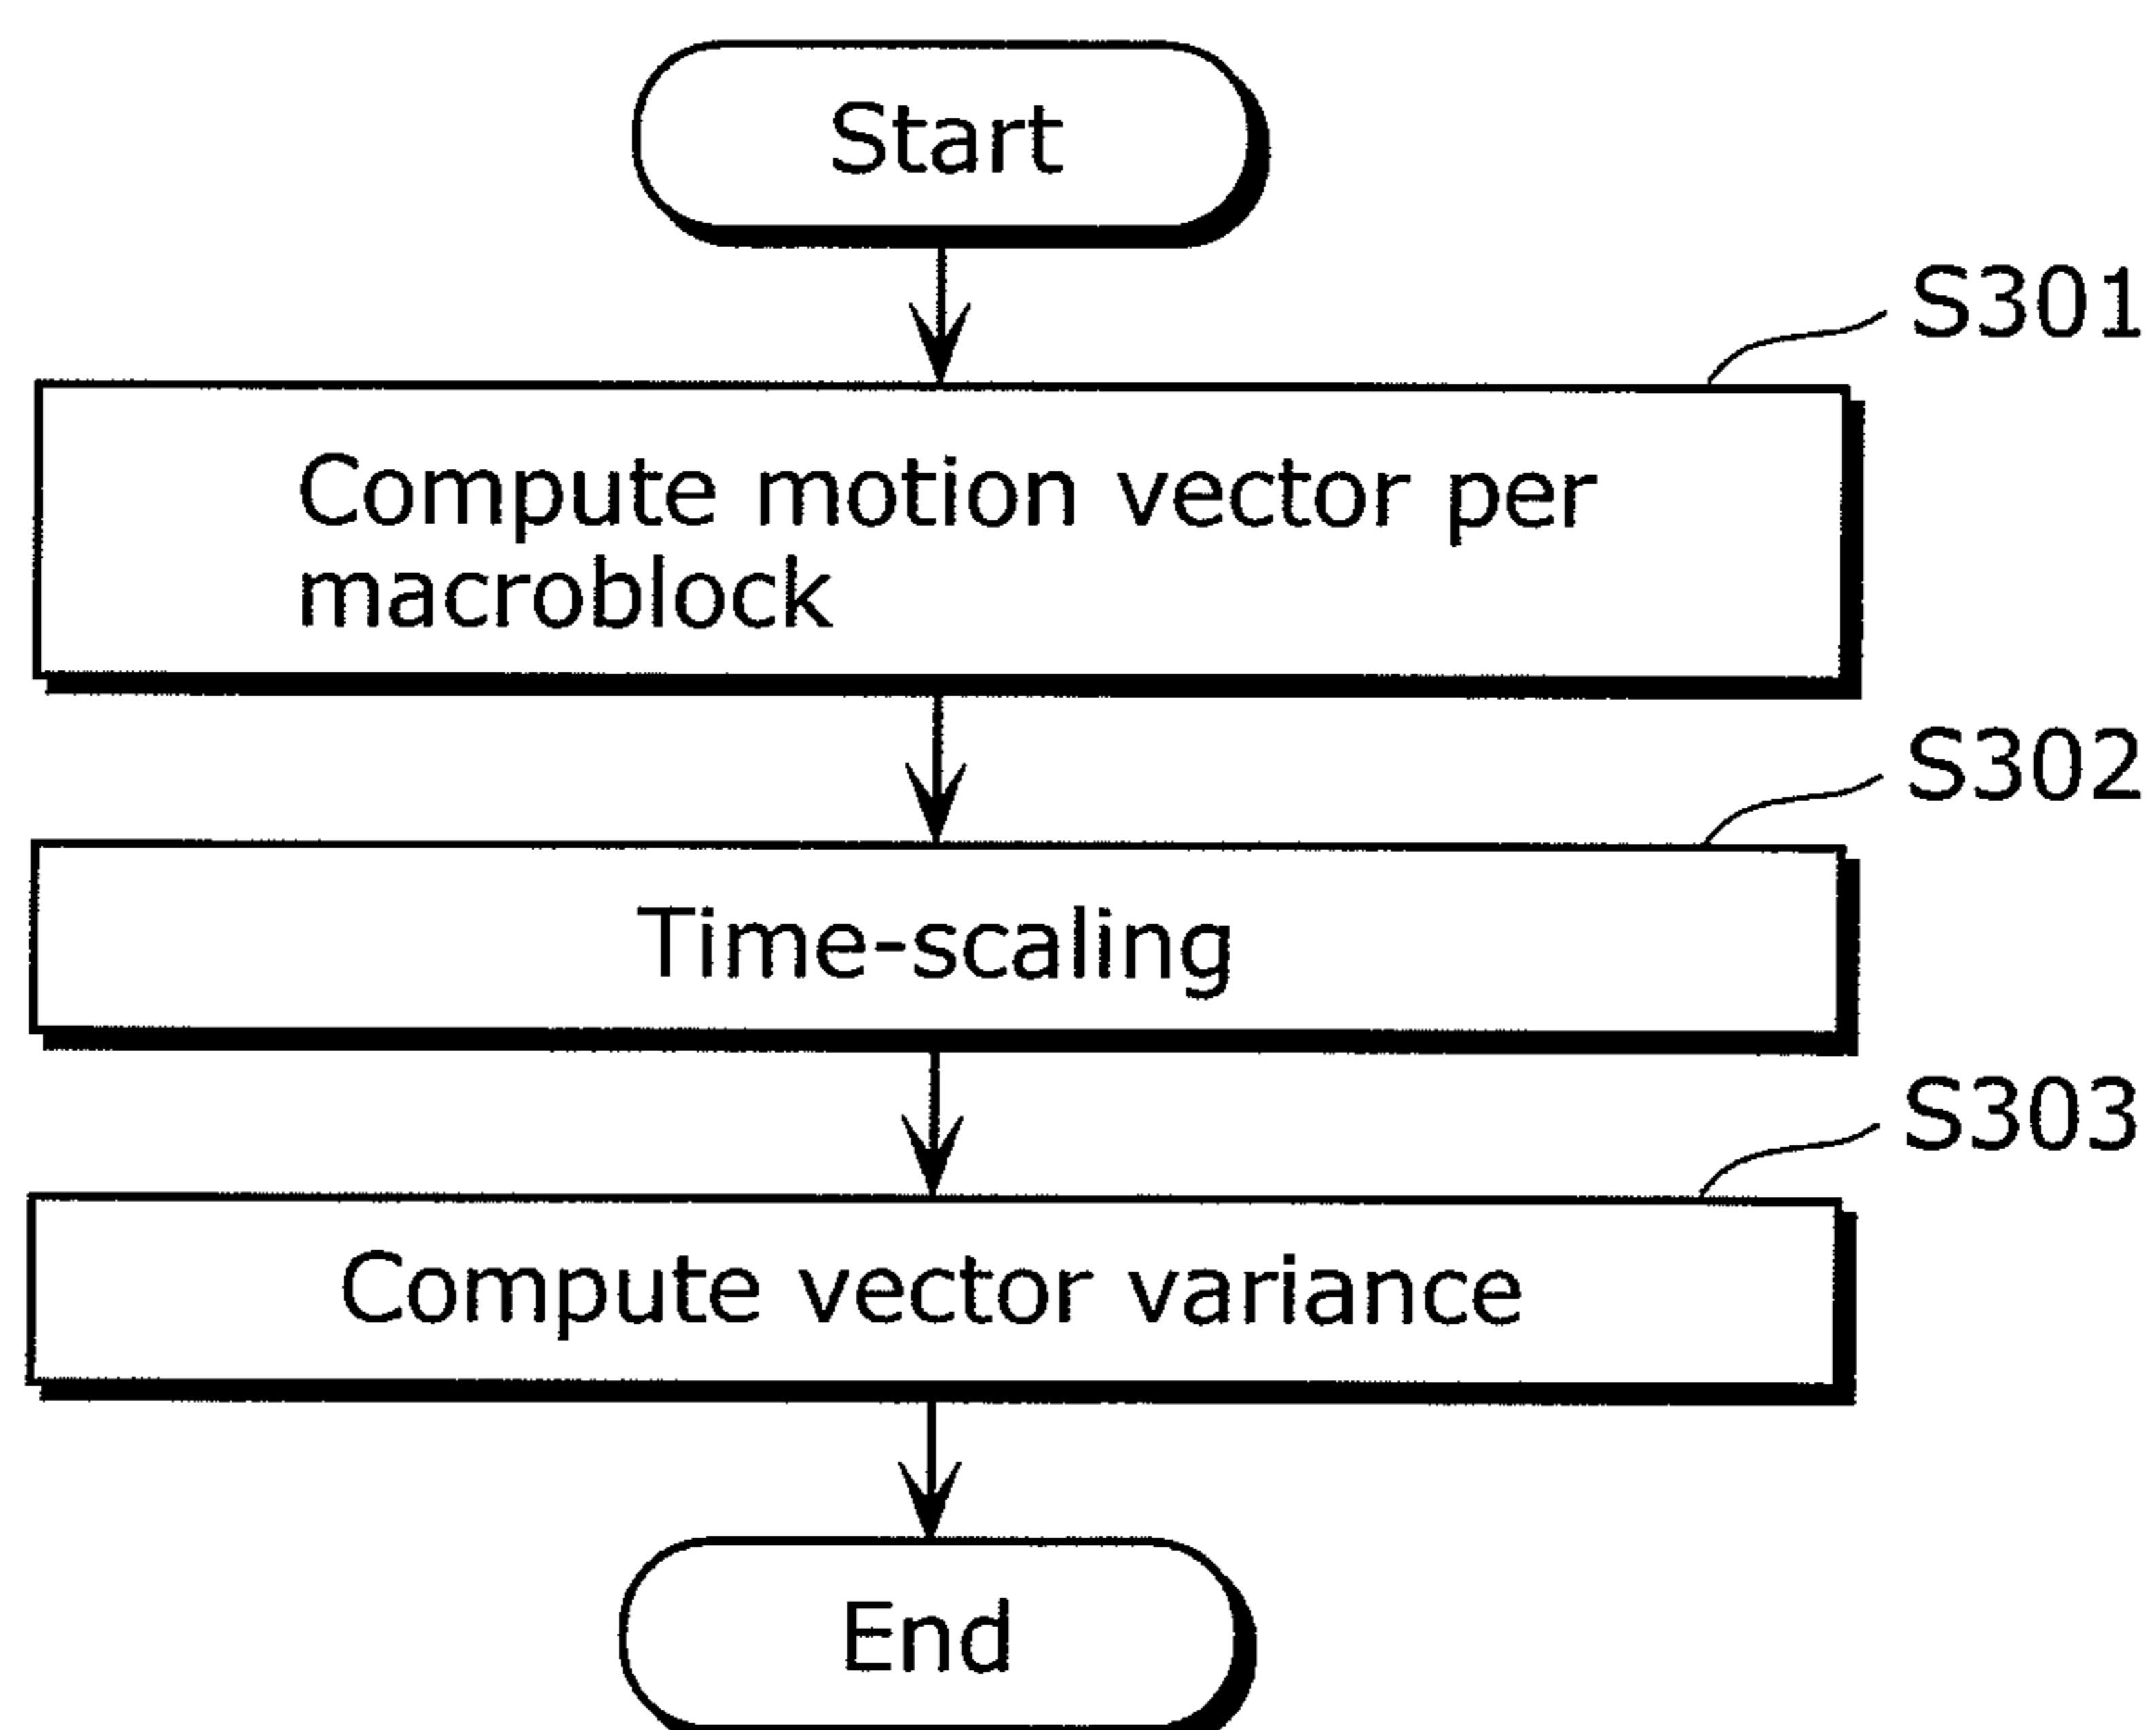 Start
S301
Compute motion vector per
macroblock
S302
Time-scaling
S303
Compute vector variance
End